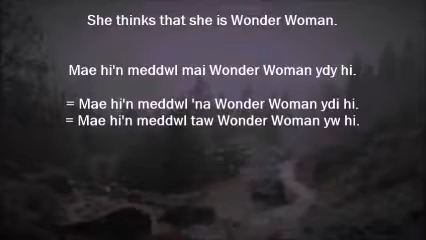 She thinks that she is Wonder Woman.
Mae hi'n meddwl mai Wonder Woman ydy hi.
= Mae hi'n meddwl 'na Wonder Woman ydi hi.
= Mae hi'n meddwl taw Wonder Woman yw hi.